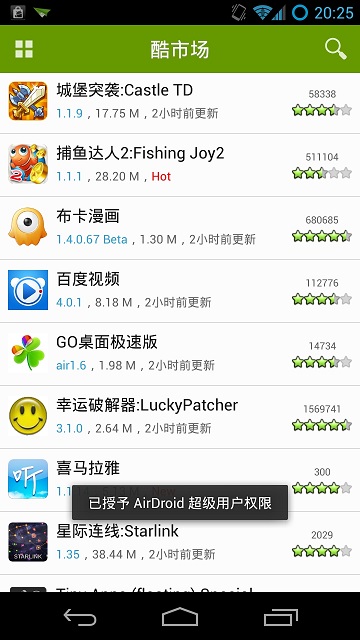 20:25
酷市场
城堡突袭:Castle TD
58338
1.1.9 , 17.75 M , 2小时前更新
捕鱼达人2:Fishing Joy2
511104
1.1.1 , 28.20 M , Hot
布卡漫画
680685
1.4.0.67 Beta , 1.30 M , 2小时前更新
百度视频
112776
4.0.1 , 8.18 M , 2小时前更新
GO桌面极速版
14734
air1.6 , 1.98 M , 2小时前更新
幸运破解器:LuckyPatcher
1569741
3.1.0 , 2.64 M , 2小时前更新
听
喜马拉雅
300
已授予 AirDroid 超级用户权限
星际连线:Starlink
2029
STARLINK
1.35 , 38.44 M , 2小时前更新
Tiny Apps (floating) Special